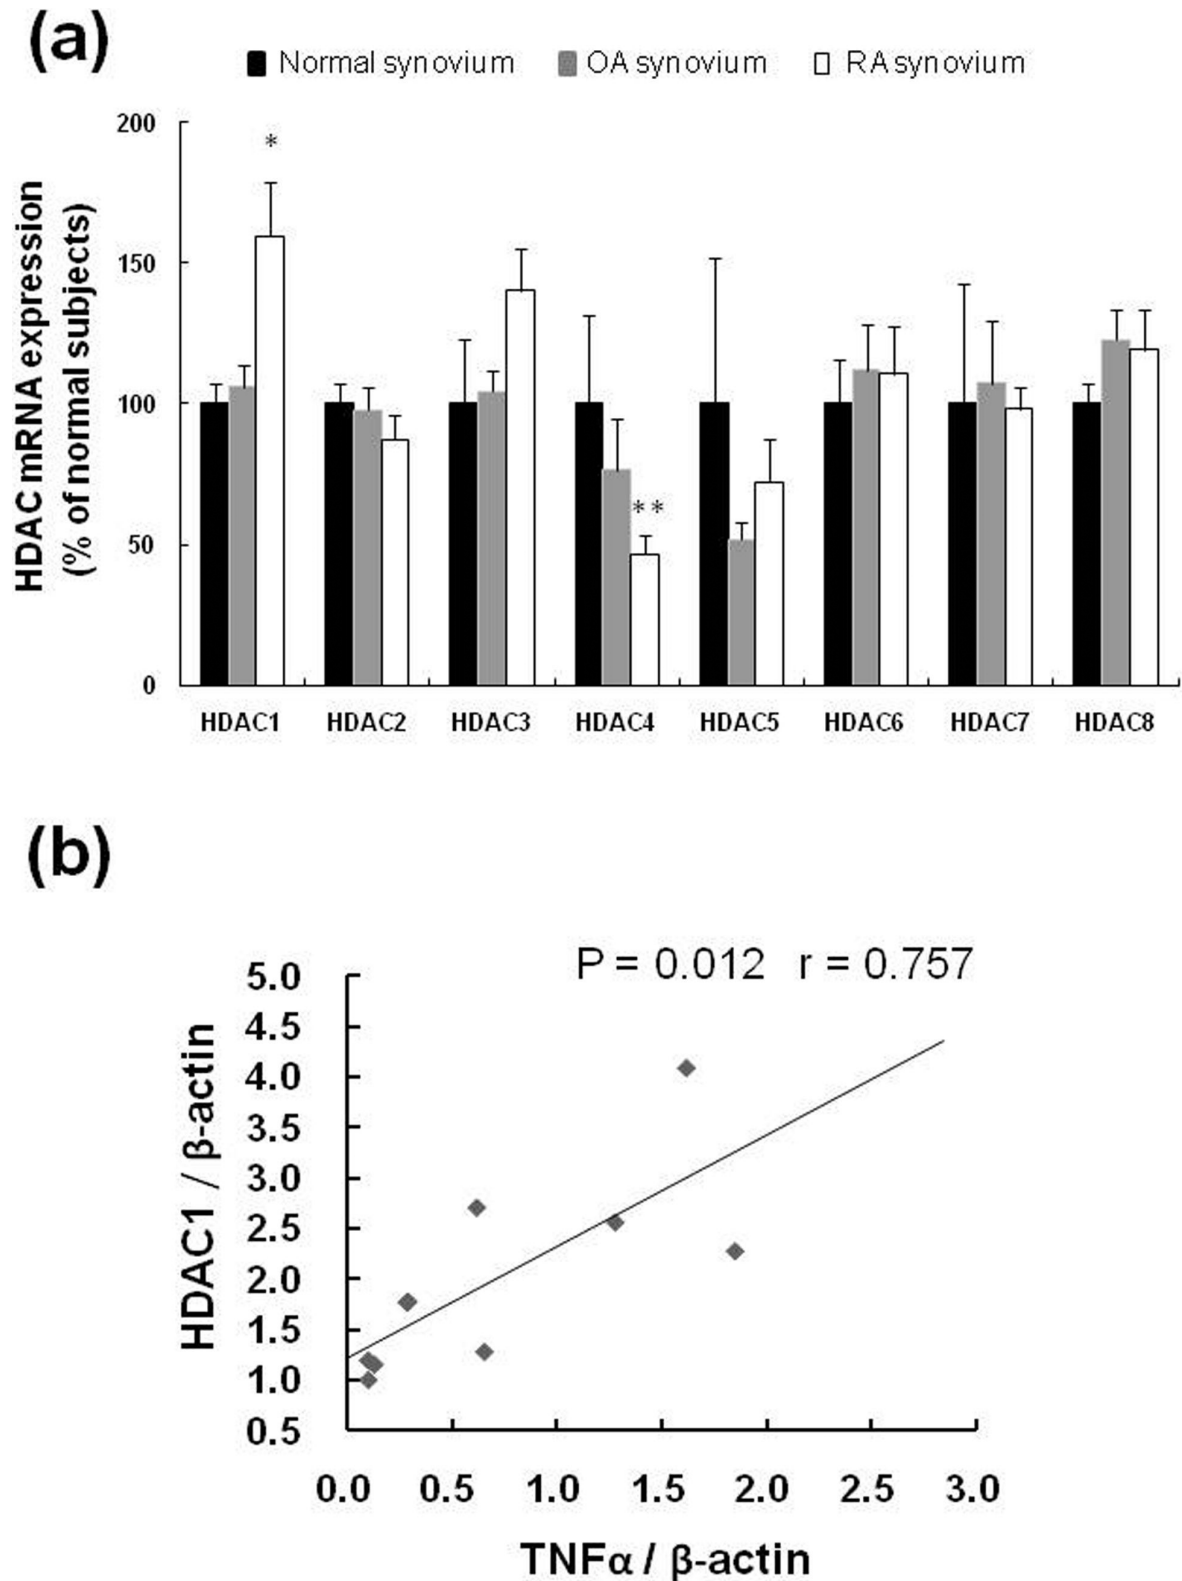 (a)
Normal synovium OA synovium RA synovium
HDAC mRNA expression
(% of normal subjects)
200
150
100
50
0
*
**
HDAC1 HDAC2 HDAC3 HDAC4 HDAC5 HDAC6 HDAC7 HDAC8
(b)
P = 0.012 r = 0.757
HDAC1 / β-actin
5.0
4.5
4.0
3.5
3.0
2.5
2.0
1.5
1.0
0.5
0.0 0.5 1.0 1.5 2.0 2.5 3.0
TNFα / β-actin